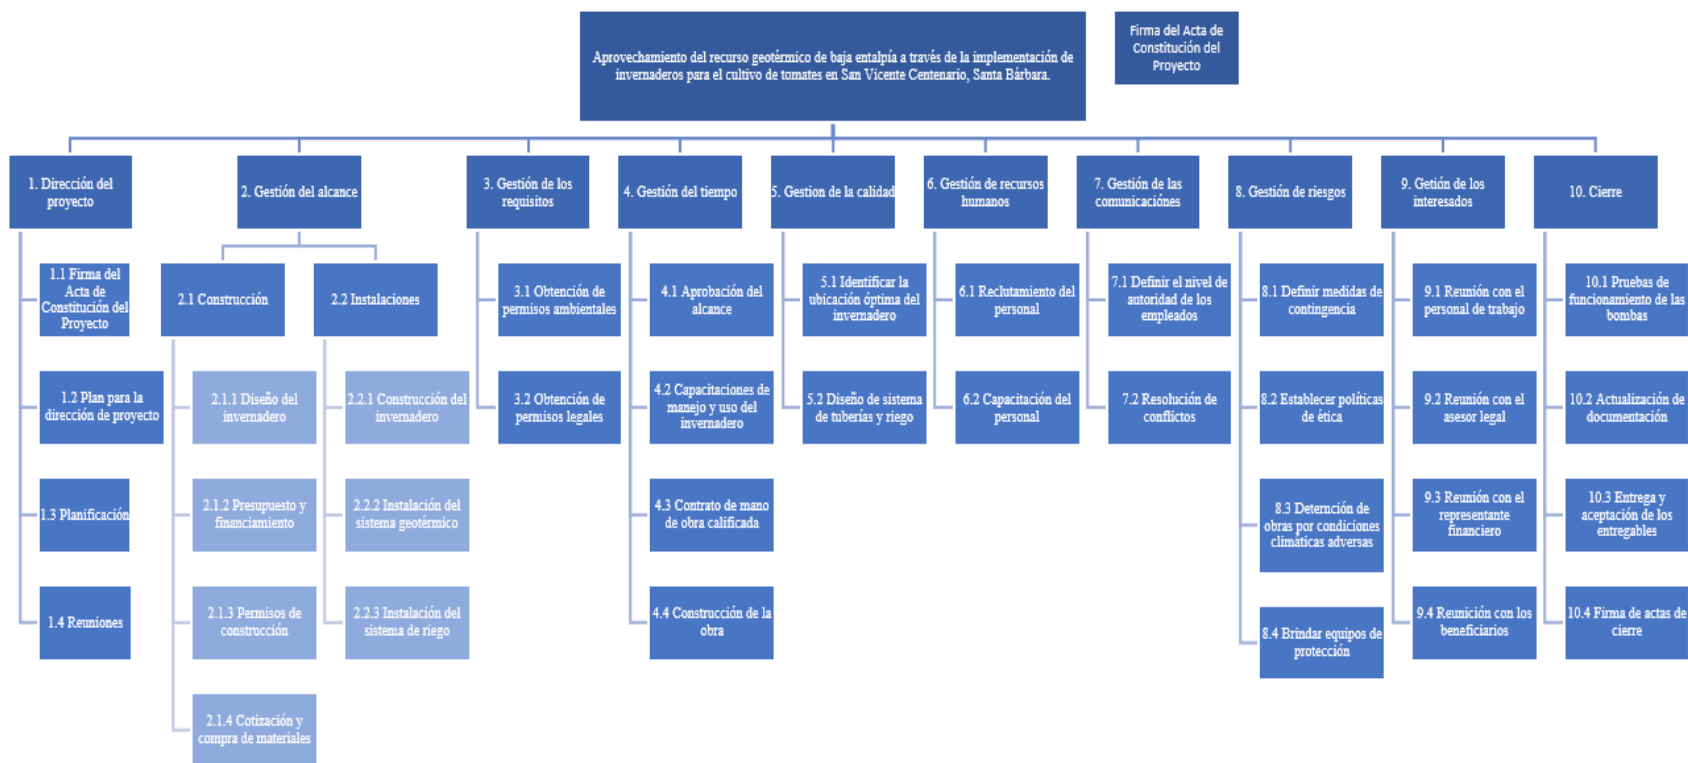 Aprovechamiento del recurso geotérmico de baja entalpía a través de la implementación de
invernaderos para el cultivo de tomates en San Vicente Centenario, Santa Bárbara.
Firma del Acta de
Constitución del
Proyecto
1. Dirección del
proyecto
2. Gestión del alcance
3. Gestión de los
requisitos
4. Gestión del tiempo
5. Gestion de la calidad
6. Gestión de recursos
humanos
7. Gestión de las
comunicaciónes
8. Gestión de riesgos
9. Getión de los
interesados
10. Cierre
1.1 Firma del
Acta de
Constitución del
Proyecto
1.2 Plan para la
dirección de proyecto
1.3 Planificación
1.4 Reuniones
2.1 Construcción
2.1.1 Diseño del
invernadero
2.1.2 Presupuesto y
financiamiento
2.1.3 Permisos de
construcción
2.1.4 Cotización y
compra de materiales
2.2 Instalaciones
2.2.1 Construcción del
invernadero
2.2.2 Instalación del
sistema geotérmico
2.2.3 Instalación del
sistema de riego
3.1 Obtención de
permisos ambientales
3.2 Obtención de
permisos legales
4.1 Aprobación del
alcance
4.2 Capacitaciones de
manejo y uso del
invernadero
4.3 Contrato de mano
de obra calificada
4.4 Construcción de la
obra
5.1 Identificar la
ubicación óptima del
invernadero
5.2 Diseño de sistema
de tuberías y riego
6.1 Reclutamiento del
personal
6.2 Capacitación del
personal
7.1 Definir el nivel de
autoridad de los
empleados
7.2 Resolución de
conflictos
8.1 Definir medidas de
contingencia
8.2 Establecer políticas
de ética
8.3 Deternción de
obras por condiciones
climáticas adversas
8.4 Brindar equipos de
protección
9.1 Reunión con el
personal de trabajo
9.2 Reunión con el
asesor legal
9.3 Reunión con el
representante
financiero
9.4 Reunición con los
beneficiarios
10.1 Pruebas de
funcionamiento de las
bombas
10.2 Actualización de
documentación
10.3 Entrega y
aceptación de los
entregables
10.4 Firma de actas de
cierre